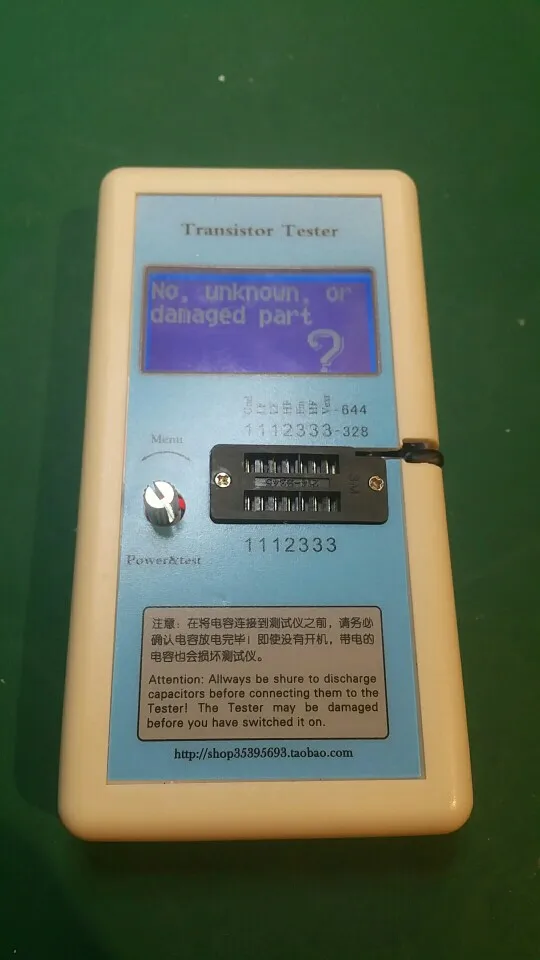 Transistor Tester
No, unknown, or
damaged part
?
-644
1112333-328
Menu
3M
Power&test
1112333
注意：在将电容连接到测试仪之前，请务必
确认电容放电完毕！即使没有开机，带电的
电容也会损坏测试仪。
Attention: Allways be shure to discharge
capacitors before connecting them to the
Tester! The Tester may be damaged
before you have switched it on.
http://shop35395693.taobao.com